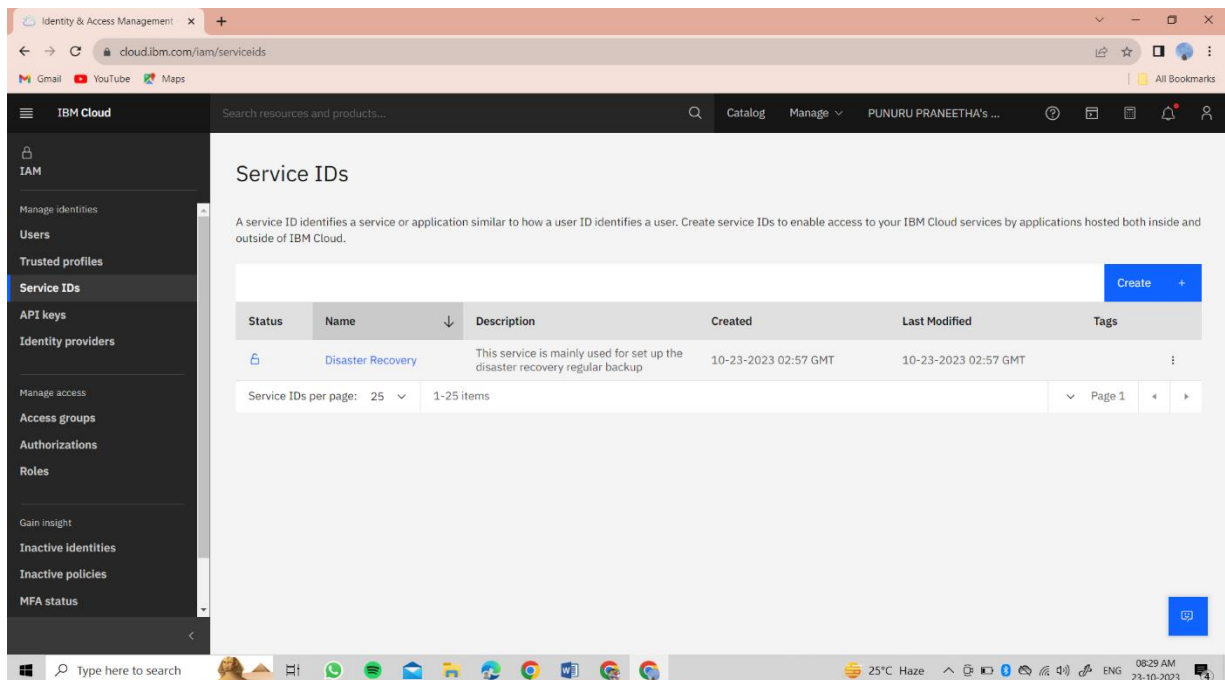 Identity & Access Management
cloud.ibm.com/iam/serviceids
Gmail YouTube Maps All Bookmarks
IBM Cloud Search resources and products... Catalog Manage PUNURU PRANEETHA's ...
IAM
Manage identities
Users
Trusted profiles
Service IDs
API keys
Identity providers
Manage access
Access groups
Authorizations
Roles
Gain insight
Inactive identities
Inactive policies
MFA status
Service IDs
A service ID identifies a service or application similar to how a user ID identifies a user. Create service IDs to enable access to your IBM Cloud services by applications hosted both inside and
outside of IBM Cloud.
Create +
Status Name Description Created Last Modified Tags
Disaster Recovery This service is mainly used for set up the
disaster recovery regular backup 10-23-2023 02:57 GMT 10-23-2023 02:57 GMT
Service IDs per page: 25 1-25 items Page 1
Type here to search 25°C Haze ENG 08:29 AM
23-10-2023 4